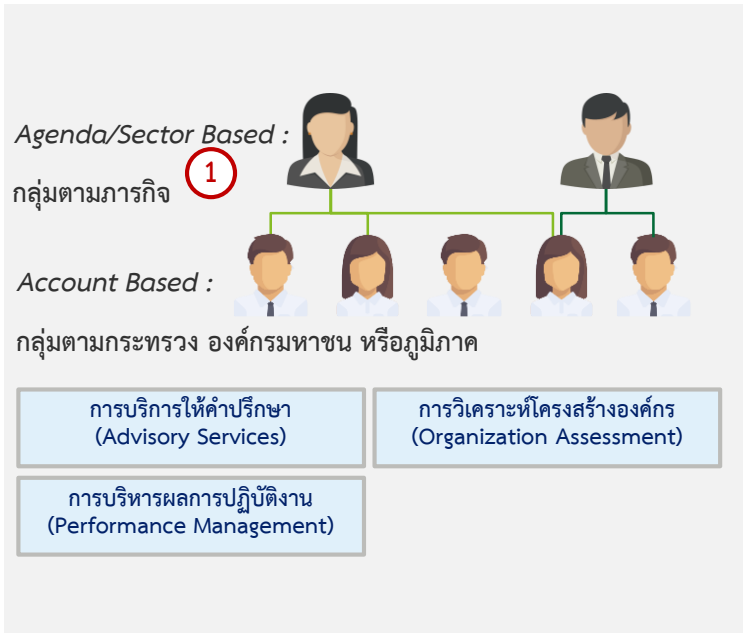 Agenda/Sector Based :
1
กลุ่มตามภารกิจ
Account Based :
กลุ่มตามกระทรวง องค์กรมหาชน หรือภูมิภาค
การบริการให้คำปรึกษา
(Advisory Services)
การวิเคราะห์โครงสร้างองค์กร
(Organization Assessment)
การบริหารผลการปฏิบัติงาน
(Performance Management)